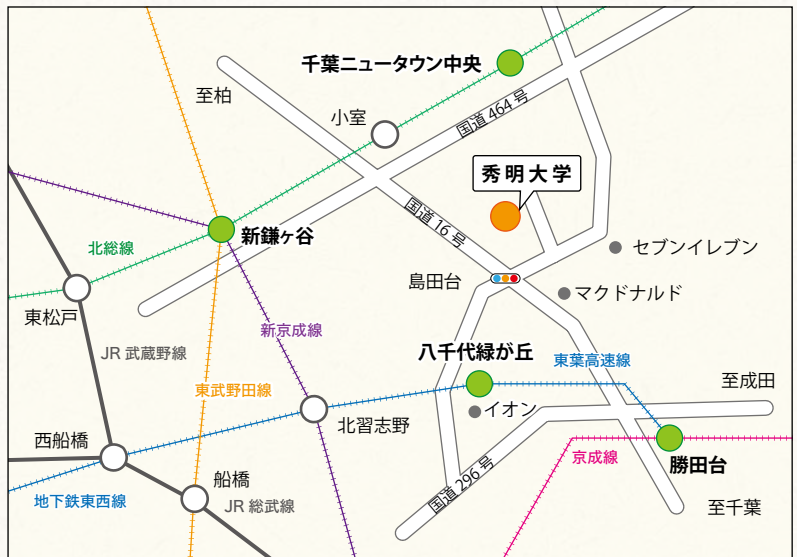 千葉ニュータウン中央
至柏
小室
国道 464 号
秀明大学
国道 16 号
新鎌ヶ谷
北総線
セブンイレブン
島田台
マクドナルド
東松戸
新京成線
JR 武蔵野線
八千代緑が丘
東葉高速線
東武野田線
至成田
イオン
北習志野
西船橋
京成線
勝田台
国道 296 号
船橋
地下鉄東西線
JR 総武線
至千葉